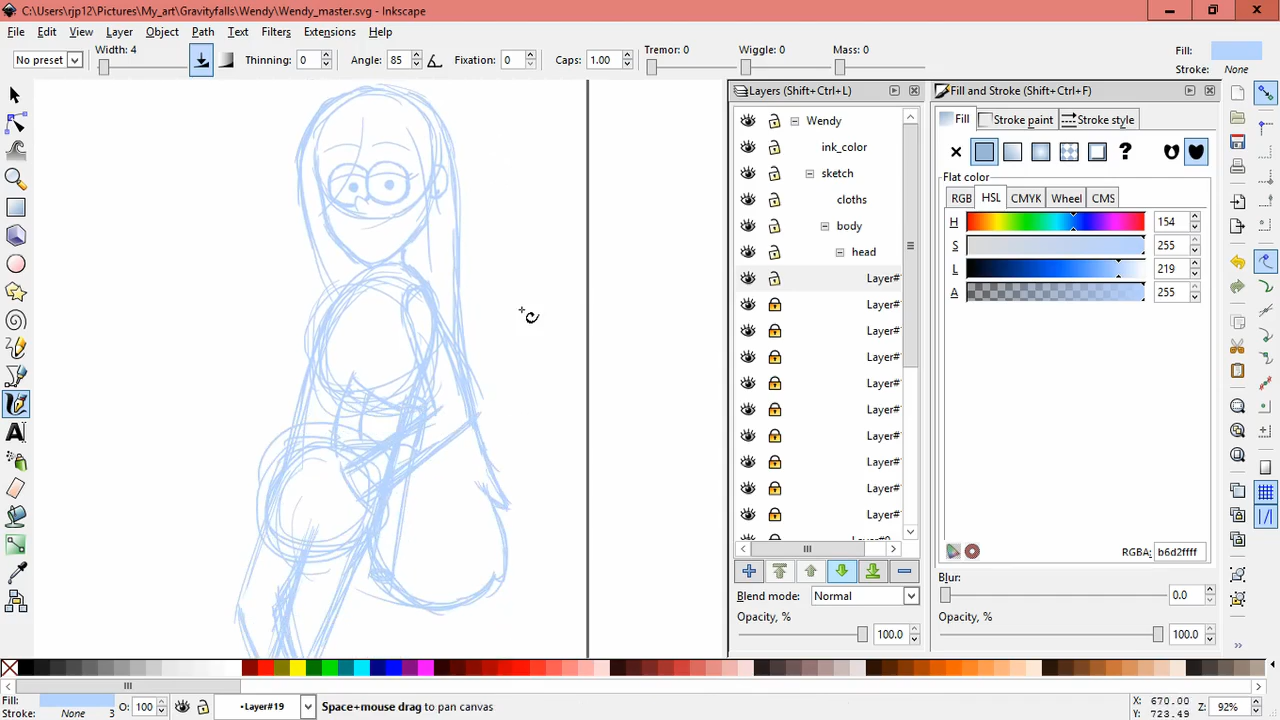 C:\Users\rjp12\Pictures\My_art\Gravityfalls\Wendy\Wendy_master.svg - Inkscape
File Edit View Layer Object Path Text Filters Extensions Help
No preset Width: 4 Thinning: 0 Angle: 85 Fixation: 0 Caps: 1.00 Tremor: 0 Wiggle: 0 Mass: 0 Fill:
Stroke: None
Layers (Shift+Ctrl+L)
Wendy
ink_color
sketch
cloths
body
head
Layer#
Layer#
Layer#
Layer#
Layer#
Layer#
Layer#
Layer#
Layer#
Layer#
Blend mode: Normal
Opacity, % 100.0
Fill and Stroke (Shift+Ctrl+F)
Fill Stroke paint Stroke style
Flat color
RGB HSL CMYK Wheel CMS
H 154
S 255
L 219
A 255
RGBA: b6d2ffff
Blur: 0.0
Opacity, % 100.0
Fill:
Stroke: None 3 O: 100 •Layer#19 Space+mouse drag to pan canvas
X: 670.00
Y: 723.49
Z: 92%